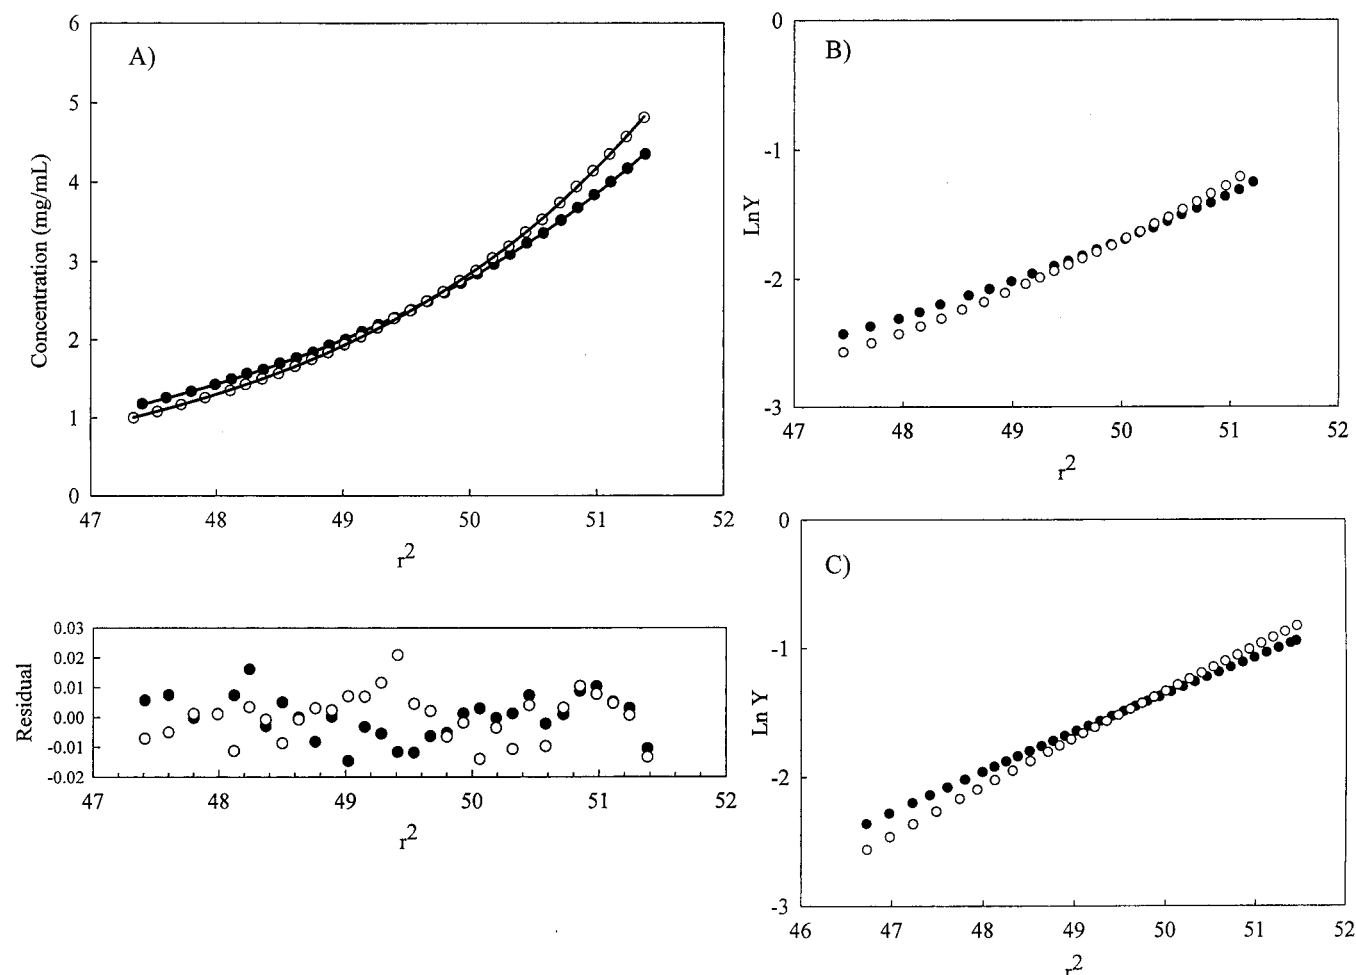 A)
6
5
4
3
2
1
0
Concentration (mg/mL)
47 48 49 50 51 52
r2
0.03
0.02
0.01
0.00
-0.01
-0.02
Residual
47 48 49 50 51 52
r2
B)
0
-1
-2
-3
LnY
47 48 49 50 51 52
r2
C)
0
-1
-2
-3
Ln Y
46 47 48 49 50 51 52
r2